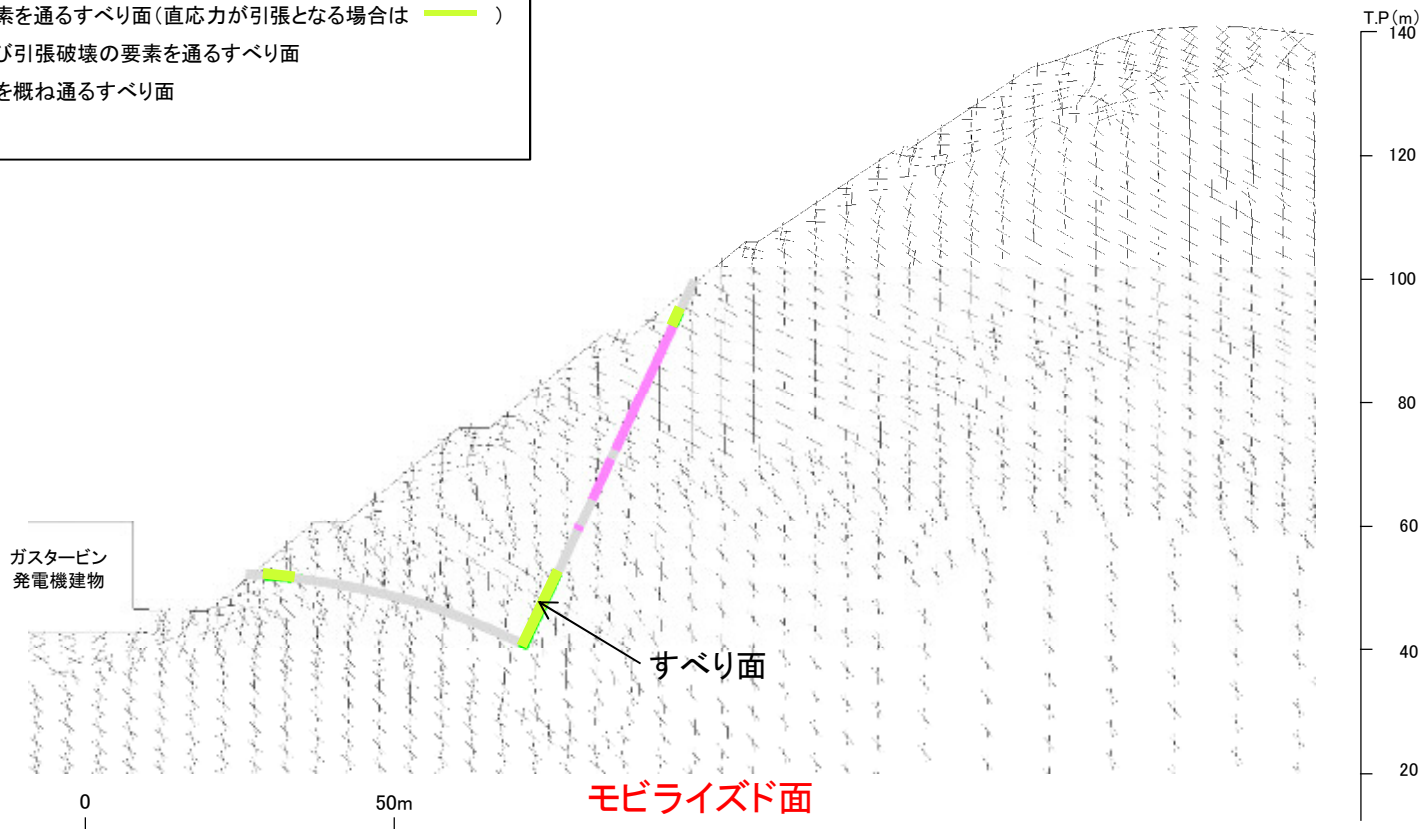 素を通るすべり面(直応力が引張となる場合は　　)
び引張破壊の要素を通るすべり面
を概ね通るすべり面
T.P(m)
140
120
100
80
60
40
20
ガスタービン
発電機建物
すべり面
モビライズド面
0
50m